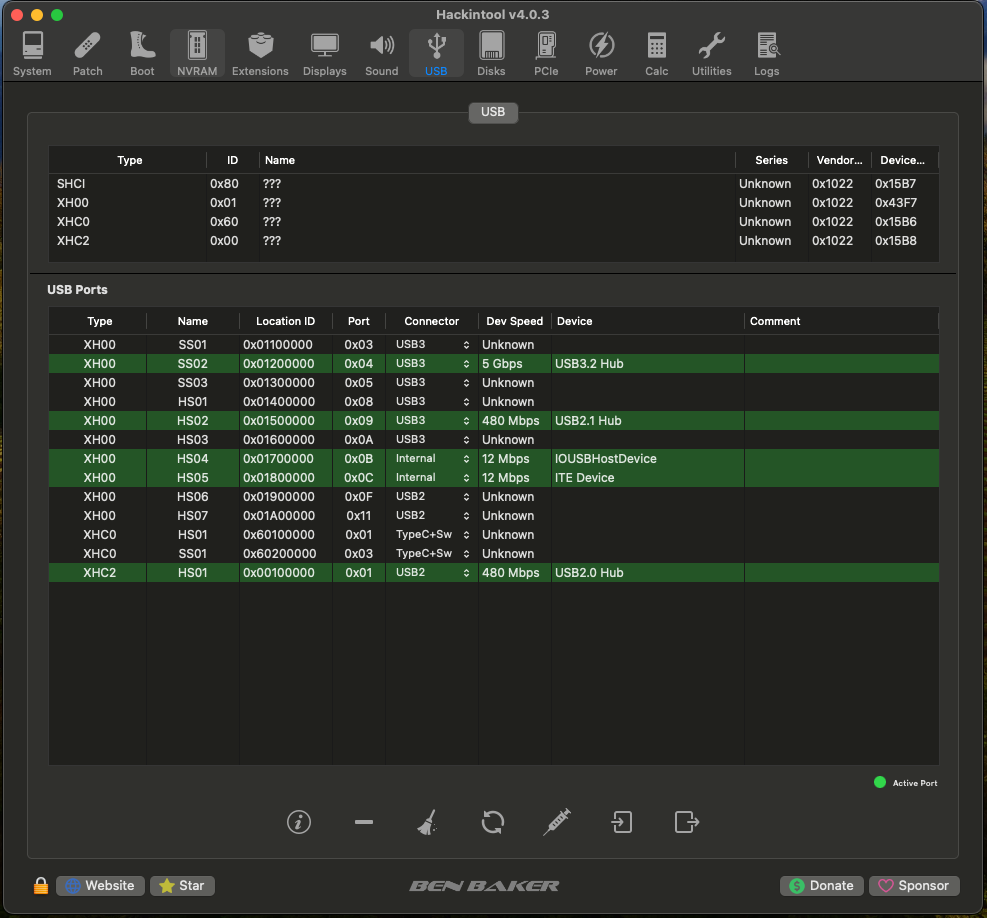 Hackintool v4.0.3
System Patch Boot NVRAM Extensions Displays Sound USB Disks PCIe Power Calc Utilities Logs
USB
Type ID Name Series Vendor... Device...
SHCI 0x80 ??? Unknown 0x1022 0x15B7
XH00 0x01 ??? Unknown 0x1022 0x43F7
XHC0 0x60 ??? Unknown 0x1022 0x15B6
XHC2 0x00 ??? Unknown 0x1022 0x15B8
USB Ports
Type Name Location ID Port Connector Dev Speed Device Comment
XH00 SS01 0x01100000 0x03 USB3 Unknown
XH00 SS02 0x01200000 0x04 USB3 5 Gbps USB3.2 Hub
XH00 SS03 0x01300000 0x05 USB3 Unknown
XH00 HS01 0x01400000 0x08 USB3 Unknown
XH00 HS02 0x01500000 0x09 USB3 480 Mbps USB2.1 Hub
XH00 HS03 0x01600000 0x0A USB3 Unknown
XH00 HS04 0x01700000 0x0B Internal 12 Mbps IOUSBHostDevice
XH00 HS05 0x01800000 0x0C Internal 12 Mbps ITE Device
XH00 HS06 0x01900000 0x0F USB2 Unknown
XH00 HS07 0x01A00000 0x11 USB2 Unknown
XHC0 HS01 0x60100000 0x01 TypeC+Sw Unknown
XHC0 SS01 0x60200000 0x03 TypeC+Sw Unknown
XHC2 HS01 0x00100000 0x01 USB2 480 Mbps USB2.0 Hub
Active Port
Website Star BEN BAKER Donate Sponsor